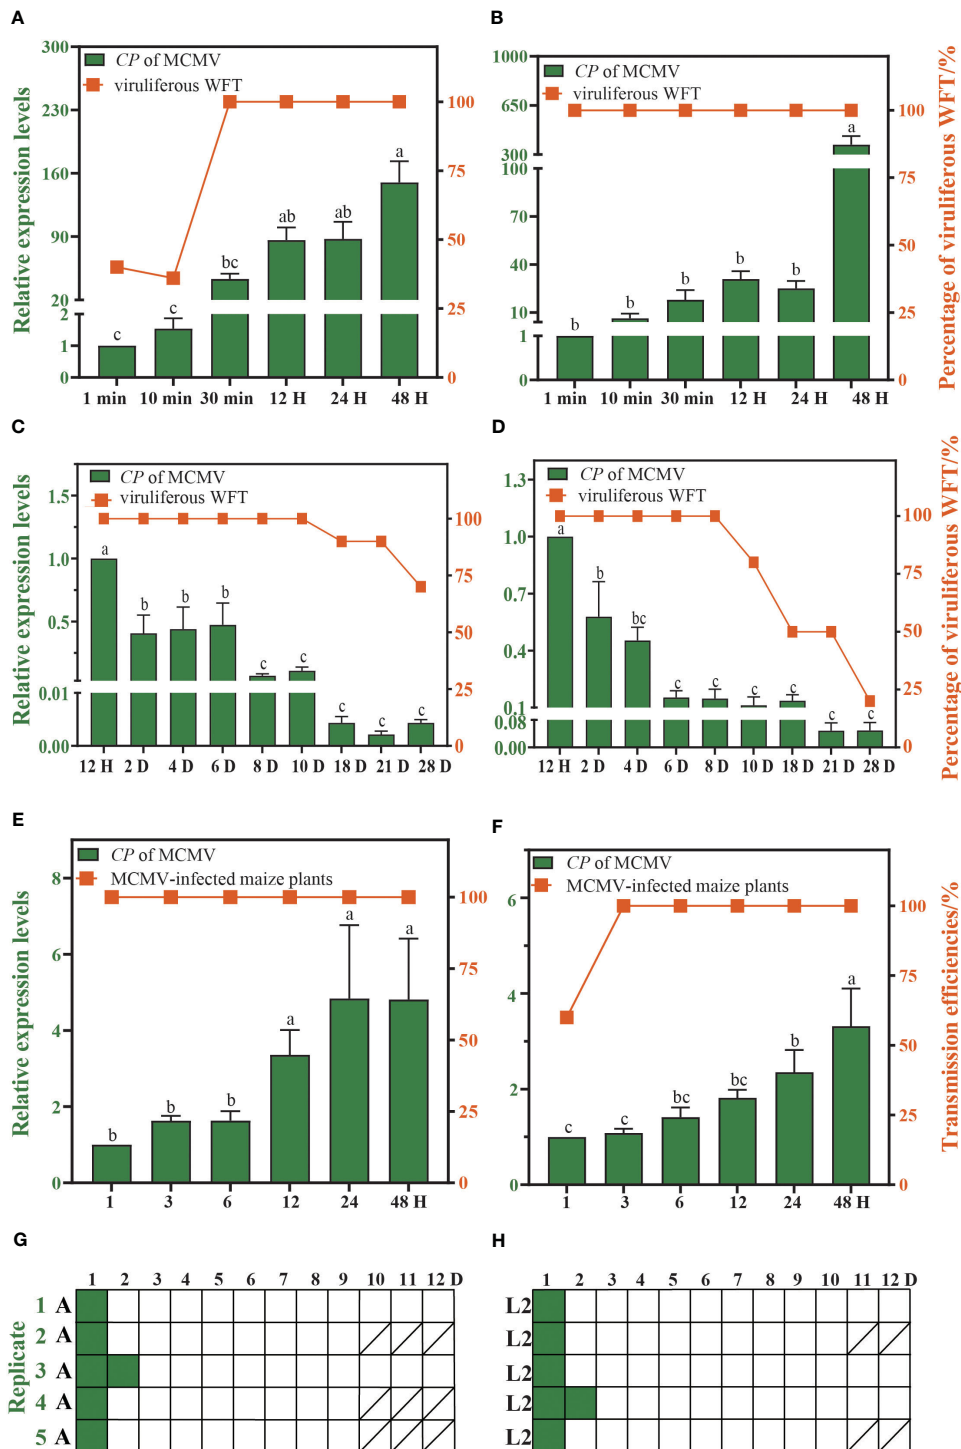 A
Relative expression levels
300
230
160
90
20
2
1
0
CP of MCMV
viruliferous WFT
c
c
bc
ab
ab
a
100
75
50
25
0
1 min
10 min
30 min
12 H
24 H
48 H
B
1000
650
300
100
70
40
10
1
0
CP of MCMV
viruliferous WFT
b
b
b
b
b
a
100
75
50
25
0
Percentage of viruliferous WFT/%
1 min
10 min
30 min
12 H
24 H
48 H
C
Relative expression levels
1.5
1.0
0.5
0.01
0.00
CP of MCMV
viruliferous WFT
a
b
b
b
c
c
c
c
c
100
75
50
25
0
12 H
2 D
4 D
6 D
8 D
10 D
18 D
21 D
28 D
D
1.3
1.0
0.7
0.4
0.1
0.08
0.00
CP of MCMV
viruliferous WFT
a
b
bc
c
c
c
c
c
c
100
75
50
25
0
Percentage of viruliferous WFT/%
12 H
2 D
4 D
6 D
8 D
10 D
18 D
21 D
28 D
E
Relative expression levels
8
6
4
2
0
CP of MCMV
MCMV-infected maize plants
b
b
b
a
a
a
100
75
50
25
0
1
3
6
12
24
48 H
F
6
4
2
0
CP of MCMV
MCMV-infected maize plants
c
c
bc
bc
b
a
100
75
50
25
0
Transmission efficiencies/%
1
3
6
12
24
48 H
G
1 2 3 4 5 6 7 8 9 10 11 12 D
Replicate
1 A
2 A
3 A
4 A
5 A
H
1 2 3 4 5 6 7 8 9 10 11 12 D
L2
L2
L2
L2
L2